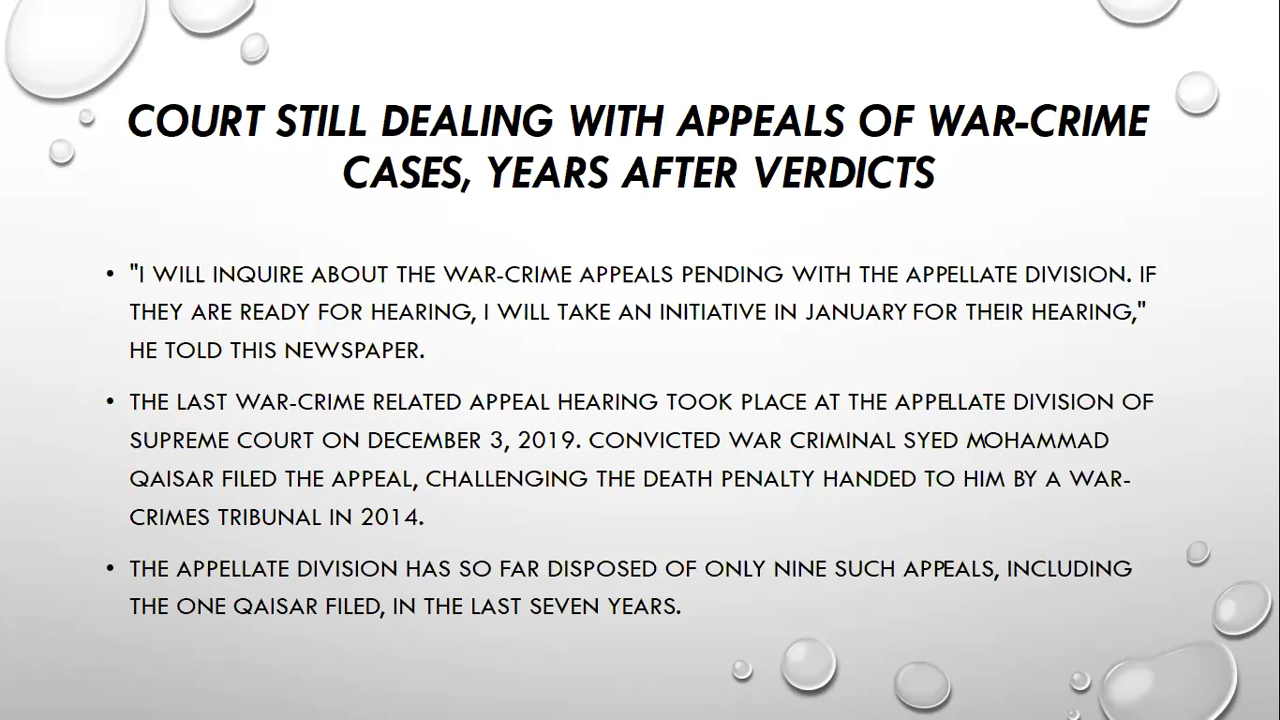 COURT STILL DEALING WITH APPEALS OF WAR-CRIME
CASES, YEARS AFTER VERDICTS
• "I WILL INQUIRE ABOUT THE WAR-CRIME APPEALS PENDING WITH THE APPELLATE DIVISION. IF
THEY ARE READY FOR HEARING, I WILL TAKE AN INITIATIVE IN JANUARY FOR THEIR HEARING,"
HE TOLD THIS NEWSPAPER.
• THE LAST WAR-CRIME RELATED APPEAL HEARING TOOK PLACE AT THE APPELLATE DIVISION OF
SUPREME COURT ON DECEMBER 3, 2019. CONVICTED WAR CRIMINAL SYED MOHAMMAD
QAISAR FILED THE APPEAL, CHALLENGING THE DEATH PENALTY HANDED TO HIM BY A WAR-
CRIMES TRIBUNAL IN 2014.
• THE APPELLATE DIVISION HAS SO FAR DISPOSED OF ONLY NINE SUCH APPEALS, INCLUDING
THE ONE QAISAR FILED, IN THE LAST SEVEN YEARS.